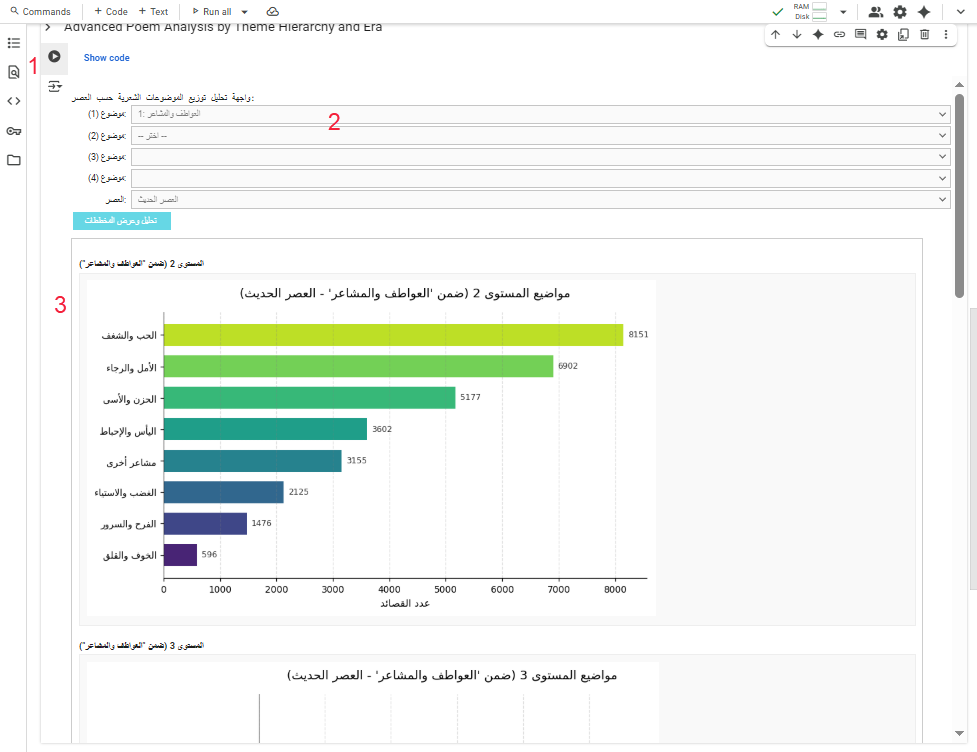 Commands + Code + Text Run all RAM Disk
Advanced Poem Analysis by Theme Hierarchy and Era
1
Show code
واجهة تحليل توزيع الموضوعات الشعرية حسب العصر:
موضوع (1): 1: العواطف والمشاعر
2
موضوع (2): -- اختر --
موضوع (3):
موضوع (4):
العصر: العصر الحديث
تحليل وعرض المخططات
المستوى 2 (ضمن "العواطف والمشاعر")
3
مواضيع المستوى 2 (ضمن 'العواطف والمشاعر' - العصر الحديث)
الحب والشغف 8151
الأمل والرجاء 6902
الحزن والأسى 5177
اليأس والإحباط 3602
مشاعر أخرى 3155
الغضب والاستياء 2125
الفرح والسرور 1476
الخوف والقلق 596
0 1000 2000 3000 4000 5000 6000 7000 8000
عدد القصائد
المستوى 3 (ضمن "العواطف والمشاعر")
مواضيع المستوى 3 (ضمن 'العواطف والمشاعر' - العصر الحديث)